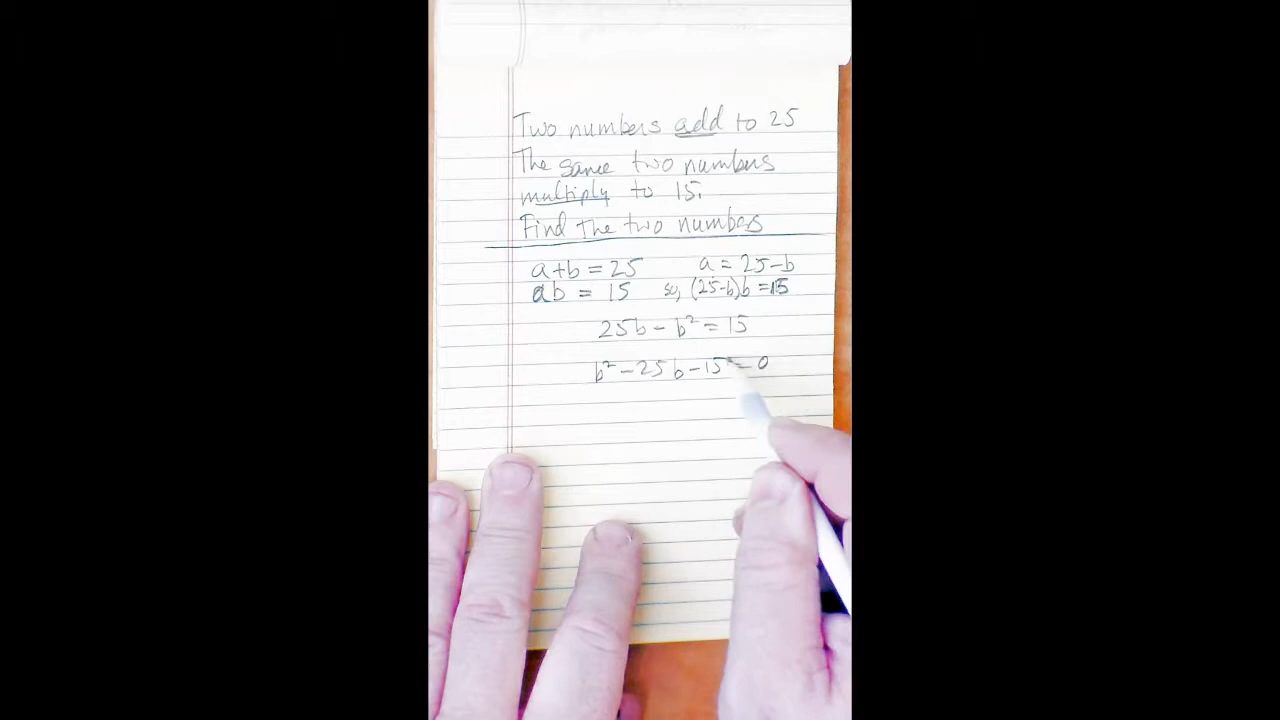 Two numbers add to 25
The same two numbers
multiply to 15.
Find the two numbers
a+b = 25 a = 25-b
ab = 15 so, (25-b)b = 15
25b - b² = 15
b² - 25b - 15 = 0